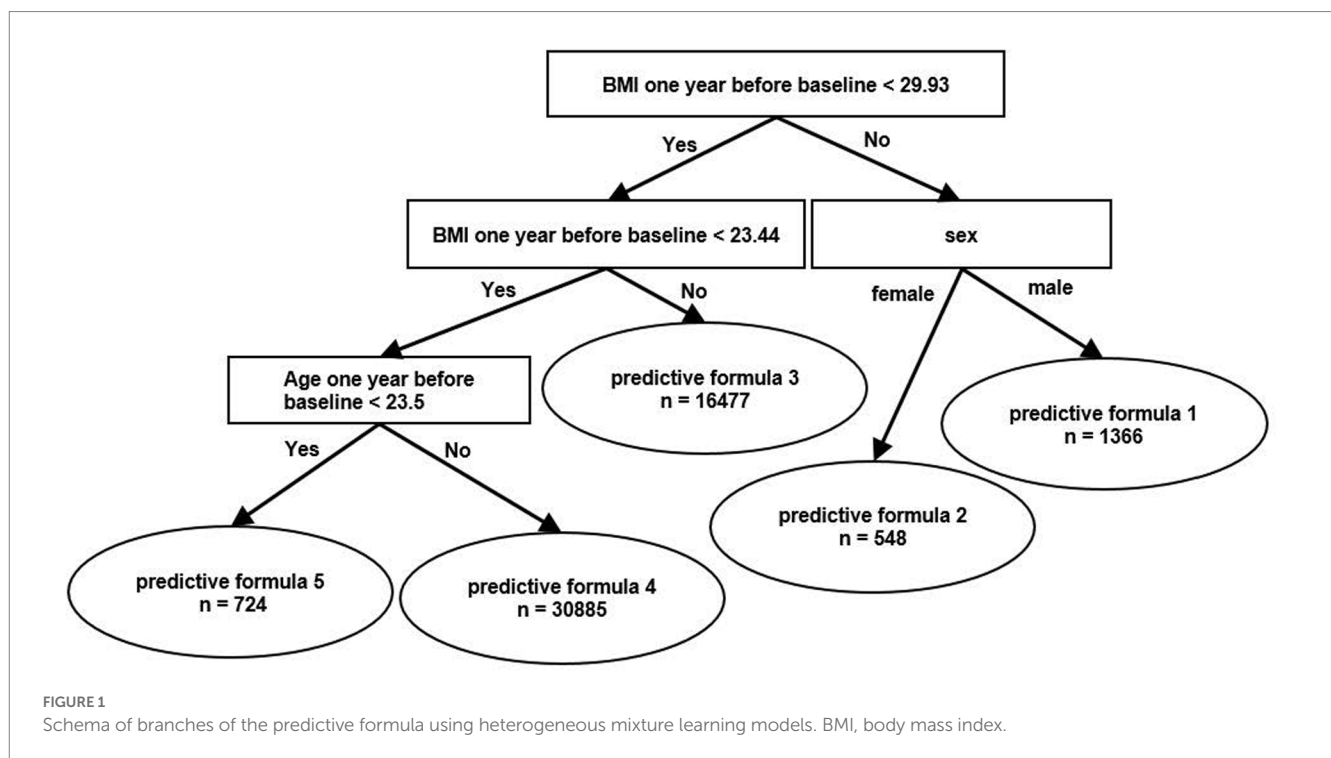 BMI one year before baseline < 29.93
Yes
No
BMI one year before baseline < 23.44
sex
Yes
No
female
male
Age one year before
baseline < 23.5
predictive formula 3
n = 16477
predictive formula 1
n = 1366
Yes
No
predictive formula 2
n = 548
predictive formula 5
n = 724
predictive formula 4
n = 30885
FIGURE 1
Schema of branches of the predictive formula using heterogeneous mixture learning models. BMI, body mass index.